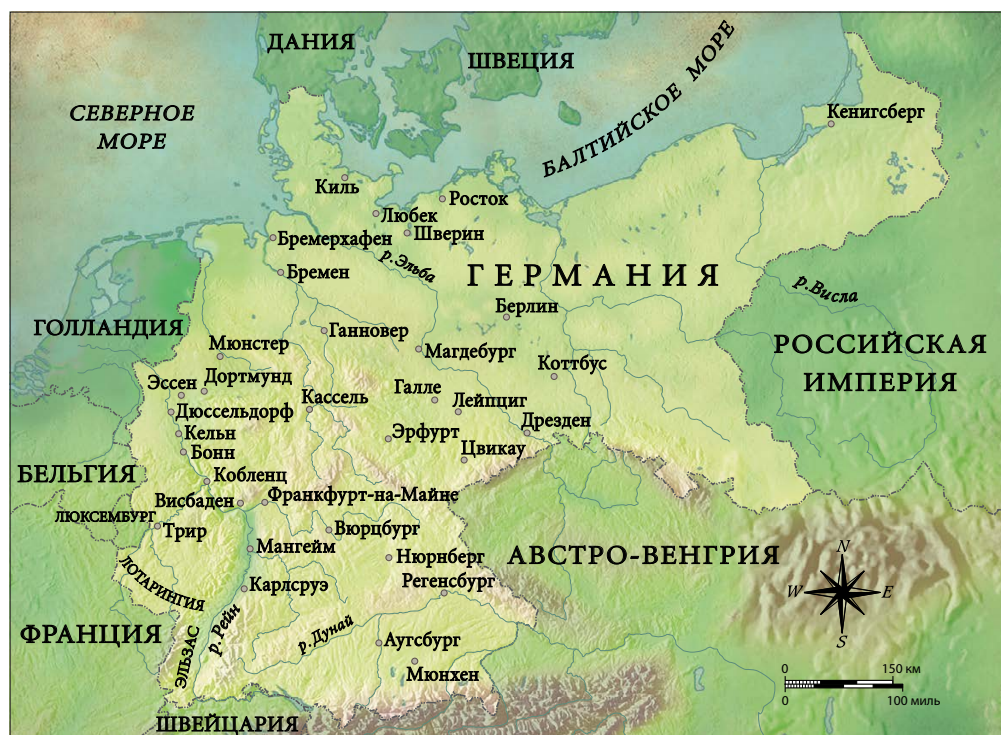 ДАНИЯ
ШВЕЦИЯ
БАЛТИЙСКОЕ МОРЕ
СЕВЕРНОЕ
МОРЕ
Кенигсберг
Киль
Росток
Любек
Шверин
Бремерхафен
р.Эльба
Бремен
ГЕРМАНИЯ
р.Висла
Берлин
ГОЛЛАНДИЯ
Ганновер
РОССИЙСКАЯ
ИМПЕРИЯ
Мюнстер
Магдебург
Коттбус
Эссен
Дортмунд
Галле
Кассель
Лейпциг
Дюссельдорф
Дрезден
Кельн
Эрфурт
Бонн
Цвикау
БЕЛЬГИЯ
Кобленц
Висбаден
Франкфурт-на-Майне
ЛЮКСЕМБУРГ
Трир
Вюрцбург
Мангейм
Нюрнберг
АВСТРО-ВЕНГРИЯ
N
ЛОТАРИНГИЯ
Карлсруэ
Регенсбург
W
E
ФРАНЦИЯ
ЭЛЬЗАС
р. Рейн
р. Дунай
Аугсбург
S
Мюнхен
0
150 км
0
100 миль
ШВЕЙЦАРИЯ